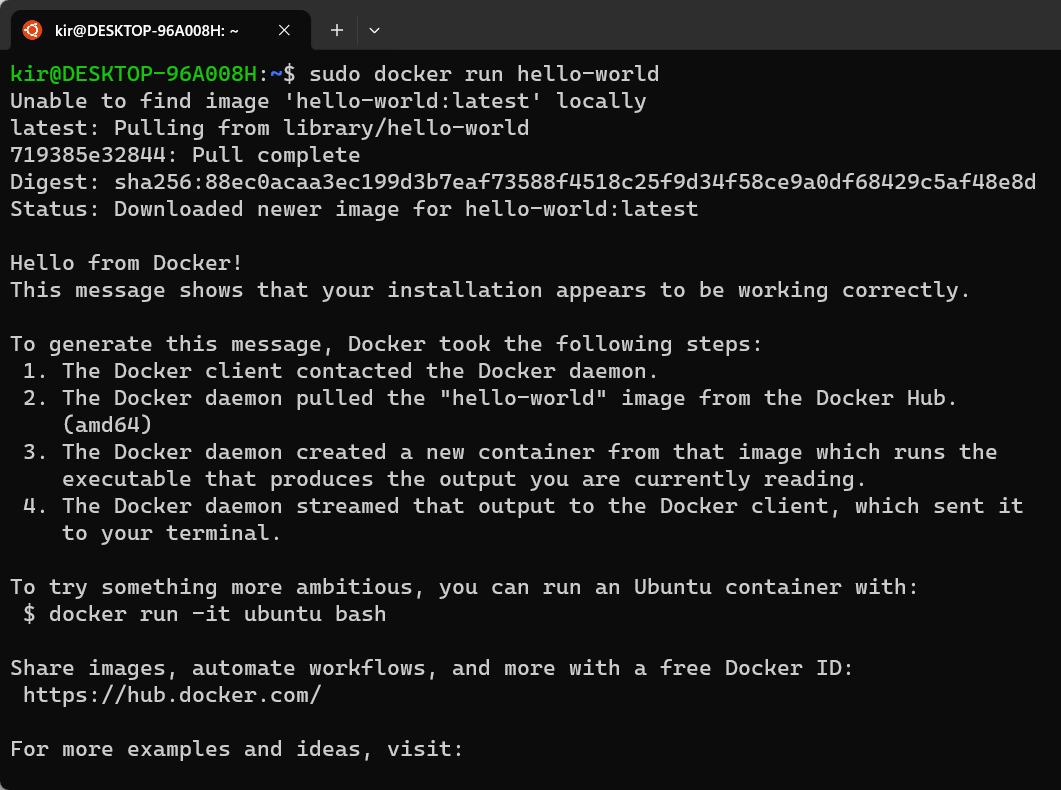 kir@DESKTOP-96A008H: ~
kir@DESKTOP-96A008H:~$ sudo docker run hello-world
Unable to find image 'hello-world:latest' locally
latest: Pulling from library/hello-world
719385e32844: Pull complete
Digest: sha256:88ec0acaa3ec199d3b7eaf73588f4518c25f9d34f58ce9a0df68429c5af48e8d
Status: Downloaded newer image for hello-world:latest

Hello from Docker!
This message shows that your installation appears to be working correctly.

To generate this message, Docker took the following steps:
 1. The Docker client contacted the Docker daemon.
 2. The Docker daemon pulled the "hello-world" image from the Docker Hub.
    (amd64)
 3. The Docker daemon created a new container from that image which runs the
    executable that produces the output you are currently reading.
 4. The Docker daemon streamed that output to the Docker client, which sent it
    to your terminal.

To try something more ambitious, you can run an Ubuntu container with:
 $ docker run -it ubuntu bash

Share images, automate workflows, and more with a free Docker ID:
 https://hub.docker.com/

For more examples and ideas, visit: